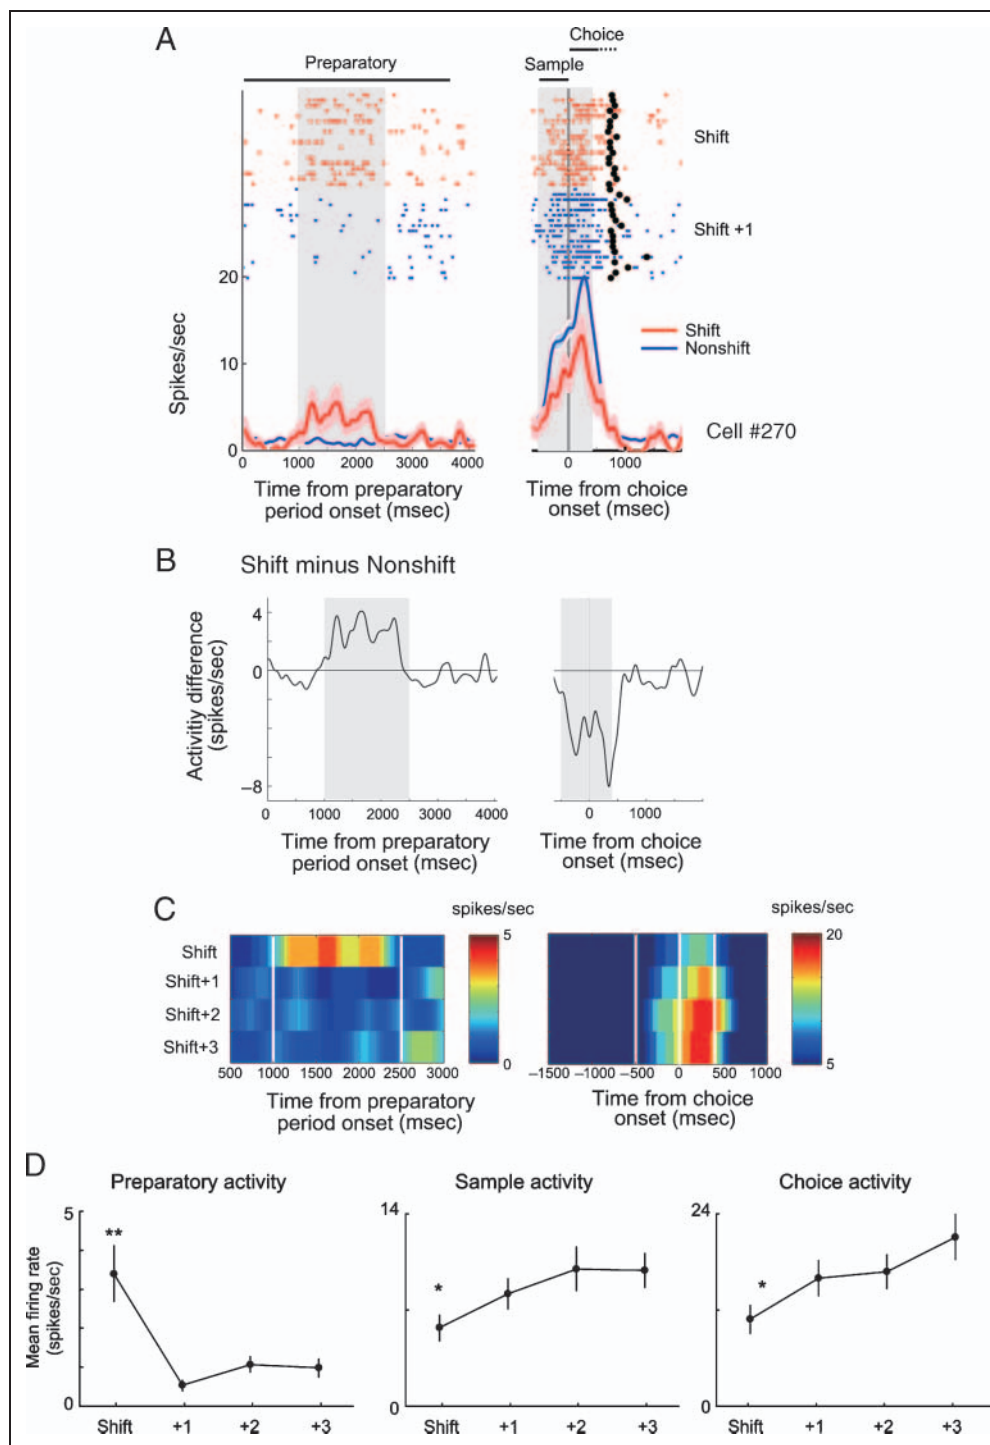 A
Choice
Preparatory
Sample
Shift
Shift +1
20
10
0
Spikes/sec
Shift
Nonshift
Cell #270
0 1000 2000 3000 4000
0 1000
Time from preparatory
period onset (msec)
Time from choice
onset (msec)
B
Shift minus Nonshift
4
0
−8
Activitiy difference
(spikes/sec)
0 1000 2000 3000 4000
0 1000
Time from preparatory
period onset (msec)
Time from choice
onset (msec)
C
spikes/sec
spikes/sec
Shift
Shift+1
Shift+2
Shift+3
5
0
20
5
500 1000 1500 2000 2500 3000
−1500 −1000 −500 0 500 1000
Time from preparatory
period onset (msec)
Time from choice
onset (msec)
D
Preparatory activity
Sample activity
Choice activity
Mean firing rate
(spikes/sec)
5
**
0
Shift +1 +2 +3
14
*
0
Shift +1 +2 +3
24
*
0
Shift +1 +2 +3